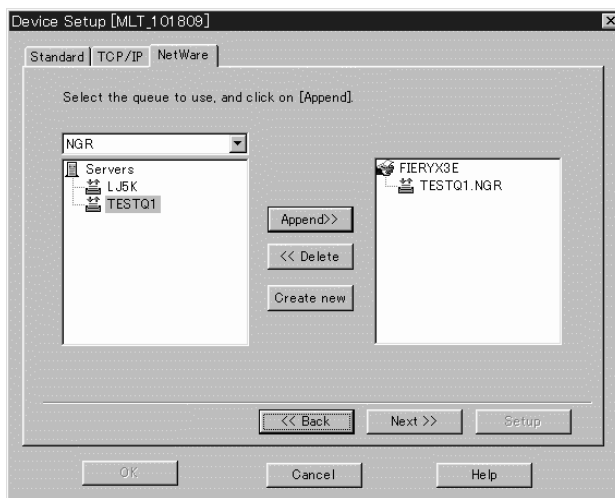 Device Setup [MLT_101809]
Standard TCP/IP NetWare
Select the queue to use, and click on [Append].
NGR
Servers
LJ5K
TESTQ1
Append>>
<< Delete
Create new
FIERYX3E
TESTQ1.NGR
<< Back Next >> Setup
OK Cancel Help